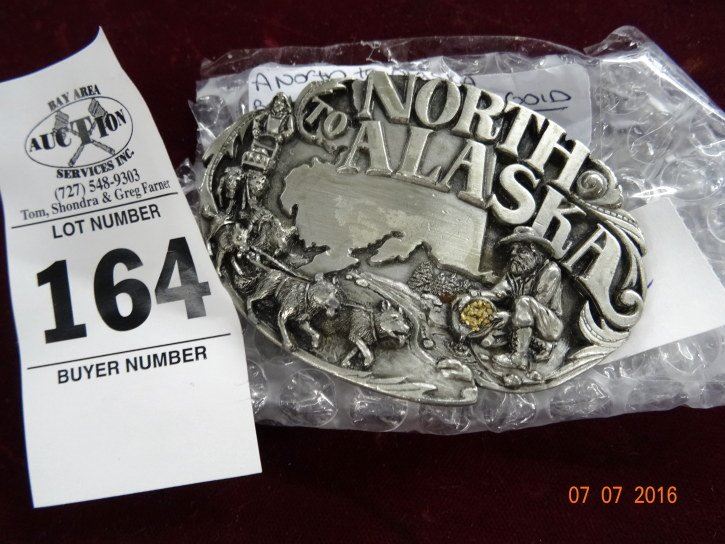 BAY AREA
AUCTION
SERVICES INC.
(727) 548-9303
Tom, Shondra & Greg Farner
LOT NUMBER
164
BUYER NUMBER
GOLD
NORTH
TO
ALASKA
07 07 2016